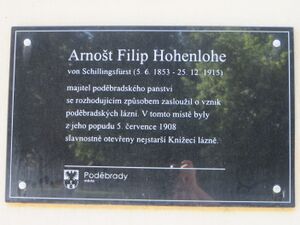 Arnošt Filip Hohenlohe
von Schillingsfürst (5. 6. 1853 - 25. 12. 1915)
majitel poděbradského panství
se rozhodujícím způsobem zasloužil o vznik
poděbradských lázní. V tomto místě byly
z jeho popudu 5. července 1908
slavnostně otevřeny nejstarší Knížecí lázně.
Poděbrady